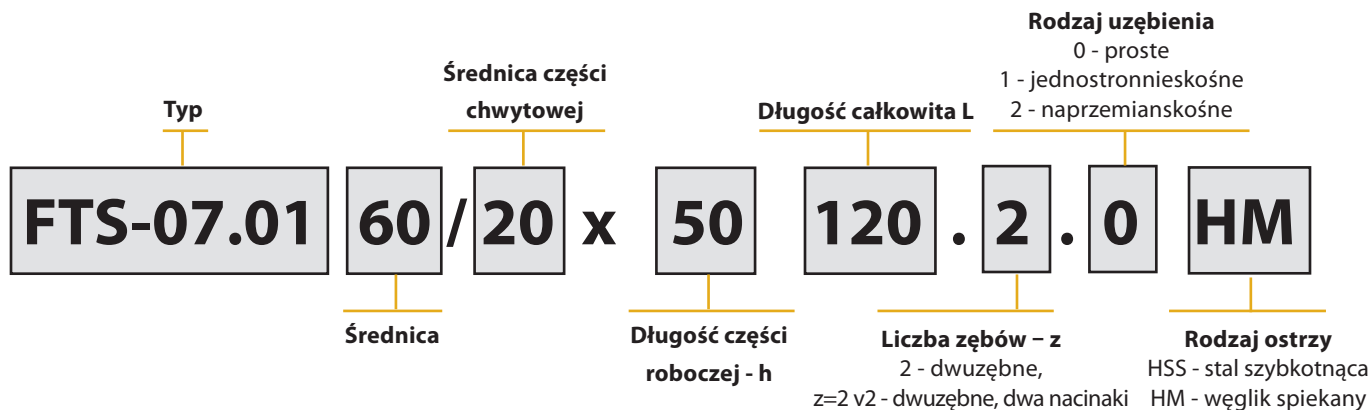 Rodzaj uzębienia
0 - proste
1 - jednostronnieskośne
2 - naprzemianskośne
Średnica części
chwytowej
Typ
Długość całkowita L
FTS-07.01 60/20 x 50 120.2.0 HM
Średnica
Długość części
roboczej - h
Liczba zębów – z
2 - dwuzębne,
z=2 v2 - dwuzębne, dwa nacinaki
Rodzaj ostrzy
HSS - stal szybkotnąca
HM - węglik spiekany